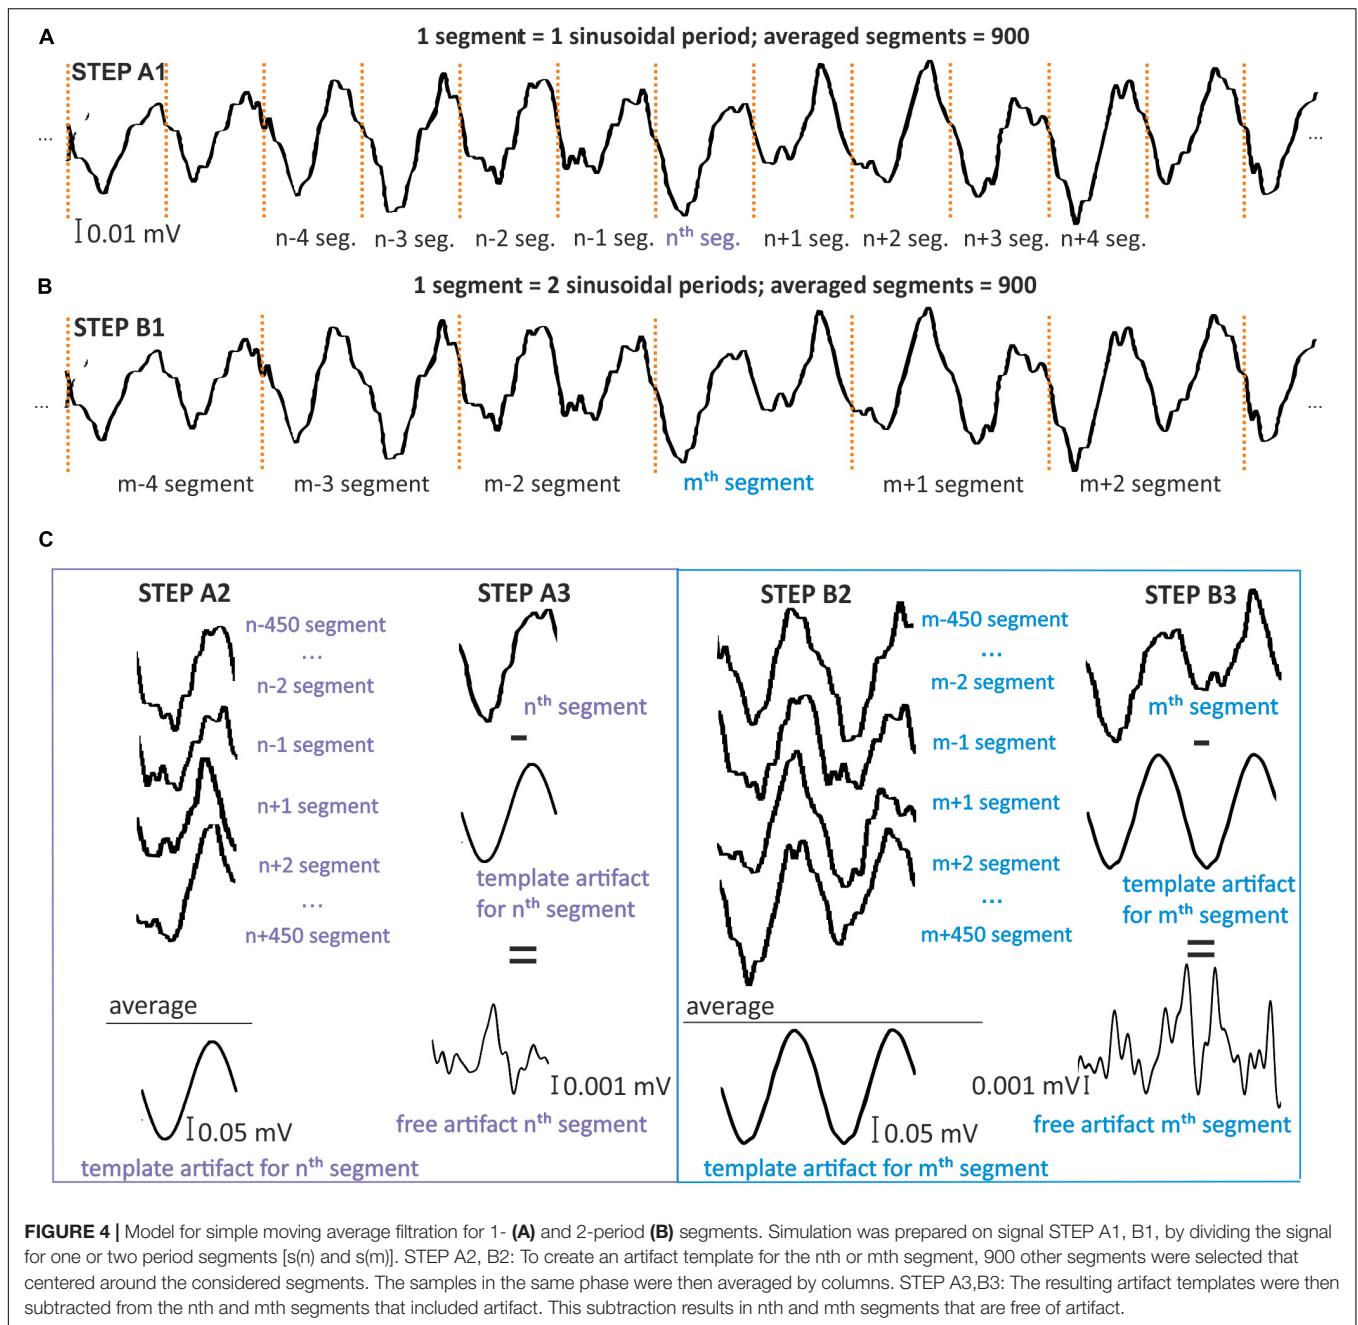 A
1 segment = 1 sinusoidal period; averaged segments = 900
STEP A1
...
...
0.01 mV
n-4 seg. n-3 seg. n-2 seg. n-1 seg. nth seg. n+1 seg. n+2 seg. n+3 seg. n+4 seg.
B
1 segment = 2 sinusoidal periods; averaged segments = 900
STEP B1
...
...
m-4 segment m-3 segment m-2 segment mth segment m+1 segment m+2 segment
C
STEP A2
n-450 segment
...
n-2 segment
n-1 segment
n+1 segment
n+2 segment
...
n+450 segment
average
0.05 mV
template artifact for nth segment
STEP A3
nth segment
-
template artifact
for nth segment
=
0.001 mV
free artifact nth segment
STEP B2
m-450 segment
...
m-2 segment
m-1 segment
m+1 segment
m+2 segment
...
m+450 segment
average
0.05 mV
template artifact for mth segment
STEP B3
mth segment
-
template artifact
for mth segment
=
0.001 mV
free artifact mth segment
FIGURE 4 | Model for simple moving average filtration for 1- (A) and 2-period (B) segments. Simulation was prepared on signal STEP A1, B1, by dividing the signal
for one or two period segments [s(n) and s(m)]. STEP A2, B2: To create an artifact template for the nth or mth segment, 900 other segments were selected that
centered around the considered segments. The samples in the same phase were then averaged by columns. STEP A3,B3: The resulting artifact templates were then
subtracted from the nth and mth segments that included artifact. This subtraction results in nth and mth segments that are free of artifact.